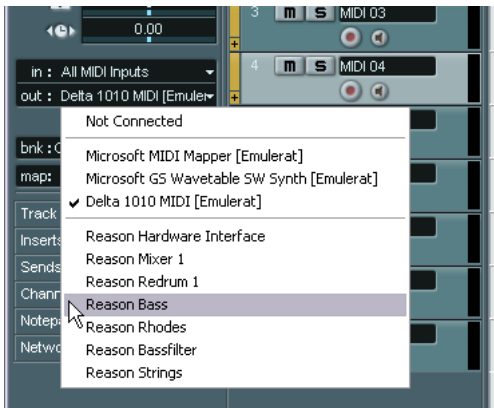 3 m S MIDI 03
0.00
4 m S MIDI 04
in : All MIDI Inputs
out : Delta 1010 MIDI [Emuler
Not Connected
bnk :
Microsoft MIDI Mapper [Emulerat]
map: Microsoft GS Wavetable SW Synth [Emulerat]
Delta 1010 MIDI [Emulerat]
Track
Reason Hardware Interface
Inserts
Reason Mixer 1
Sends
Reason Redrum 1
Chann
Reason Bass
Notepa
Reason Rhodes
Netwo
Reason Bassfilter
Reason Strings